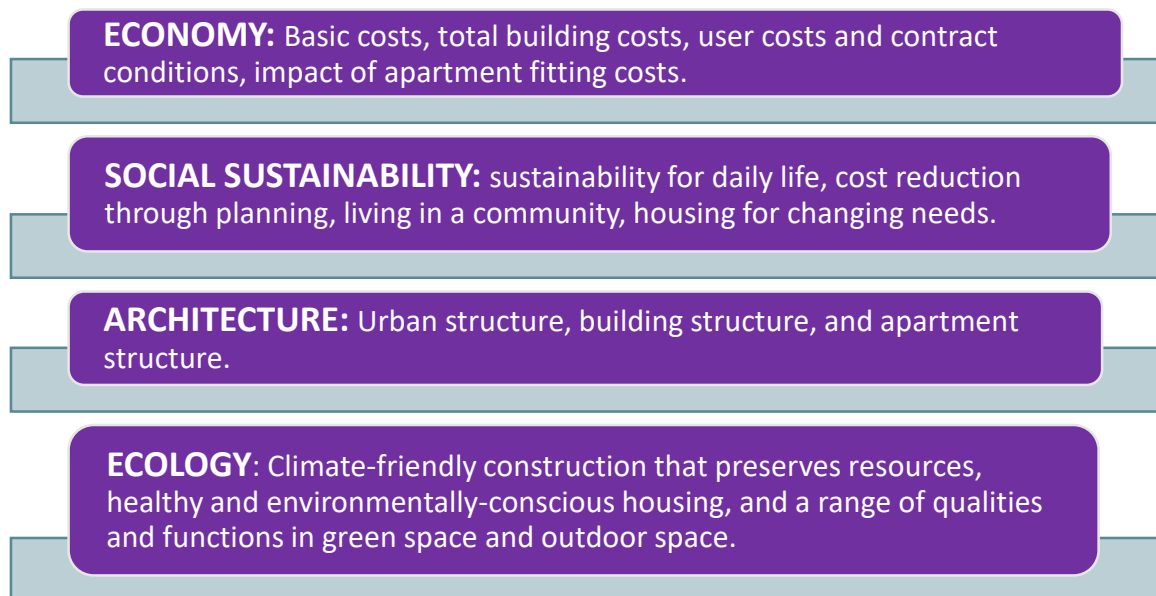 ECONOMY: Basic costs, total building costs, user costs and contract
conditions, impact of apartment fitting costs.
SOCIAL SUSTAINABILITY: sustainability for daily life, cost reduction
through planning, living in a community, housing for changing needs.
ARCHITECTURE: Urban structure, building structure, and apartment
structure.
ECOLOGY: Climate-friendly construction that preserves resources,
healthy and environmentally-conscious housing, and a range of qualities
and functions in green space and outdoor space.